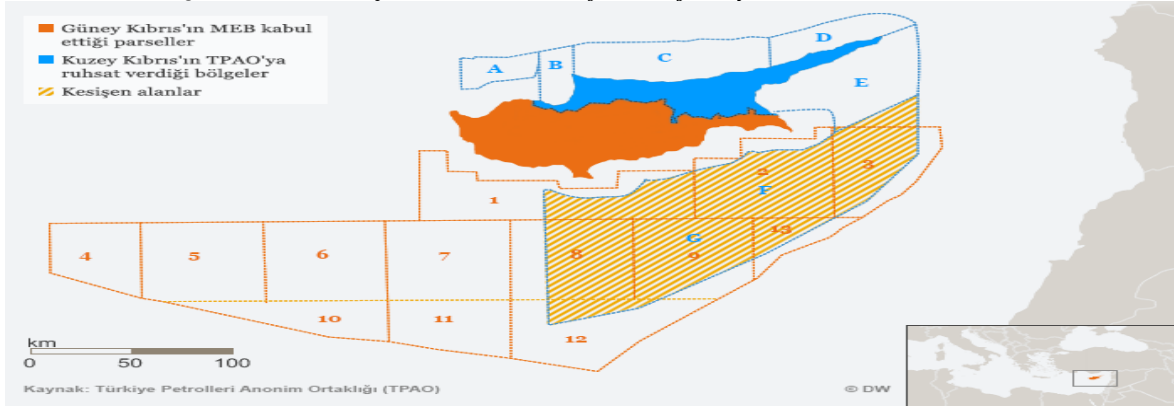 Güney Kıbrıs'ın MEB kabul
ettiği parseller
Kuzey Kıbrıs'ın TPAO'ya
ruhsat verdiği bölgeler
Kesişen alanlar
A
B
C
D
E
F
G
1
2
3
4
5
6
7
8
9
13
10
11
12
km
0 50 100
Kaynak: Türkiye Petrolleri Anonim Ortaklığı (TPAO)
© DW